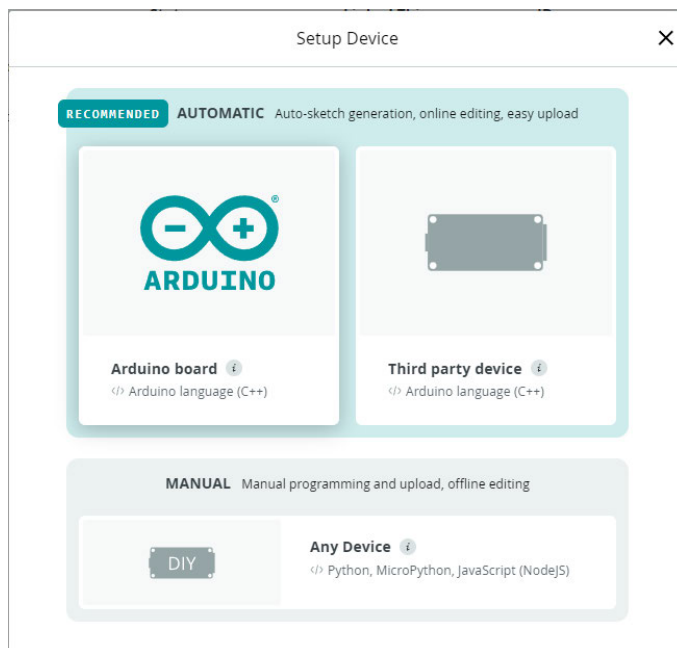 Setup Device
RECOMMENDED AUTOMATIC Auto-sketch generation, online editing, easy upload
ARDUINO
Arduino board
</> Arduino language (C++)
Third party device
</> Arduino language (C++)
MANUAL Manual programming and upload, offline editing
DIY
Any Device
</> Python, MicroPython, JavaScript (NodeJS)